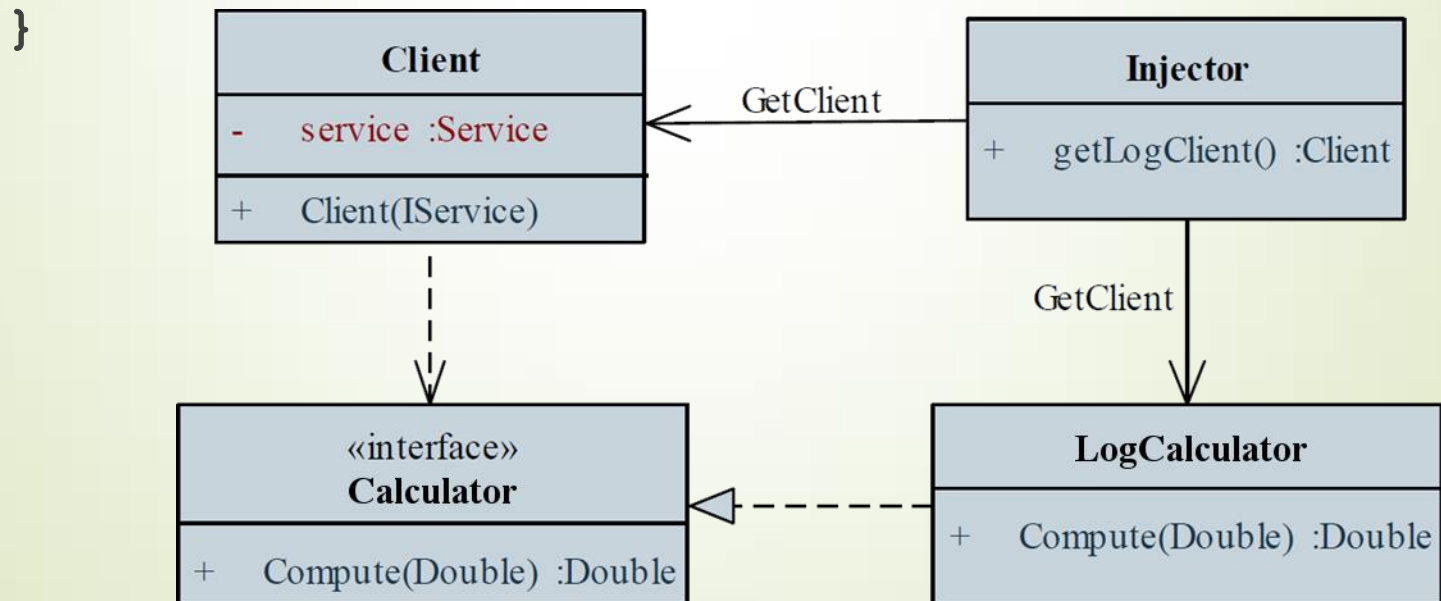 }
Client
- service :Service
+ Client(IService)
GetClient
Injector
+ getLogClient() :Client
GetClient
«interface»
Calculator
+ Compute(Double) :Double
LogCalculator
+ Compute(Double) :Double